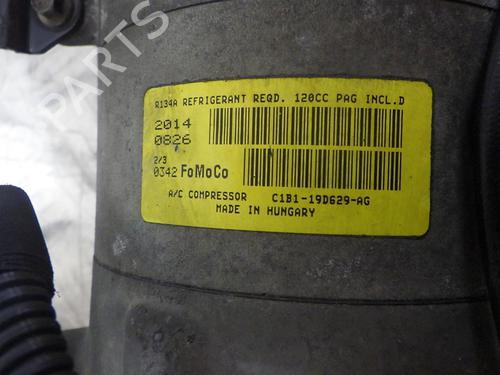 PARTS
R134A REFRIGERANT REQD. 120CC PAG INCL.D
2014
0826
2/3
0342 FoMoCo
A/C COMPRESSOR C1B1-19D629-AG
MADE IN HUNGARY